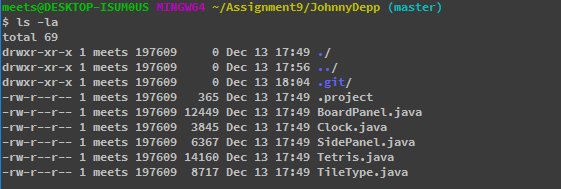 meets@DESKTOP-ISUM0US MINGW64 ~/Assignment9/JohnnyDepp (master)
$ ls -la
total 69
drwxr-xr-x 1 meets 197609     0 Dec 13 17:49 ./
drwxr-xr-x 1 meets 197609     0 Dec 13 17:56 ../
drwxr-xr-x 1 meets 197609     0 Dec 13 18:04 .git/
-rw-r--r-- 1 meets 197609   365 Dec 13 17:49 .project
-rw-r--r-- 1 meets 197609 12449 Dec 13 17:49 BoardPanel.java
-rw-r--r-- 1 meets 197609  3845 Dec 13 17:49 Clock.java
-rw-r--r-- 1 meets 197609  6367 Dec 13 17:49 SidePanel.java
-rw-r--r-- 1 meets 197609 14160 Dec 13 17:49 Tetris.java
-rw-r--r-- 1 meets 197609  8717 Dec 13 17:49 TileType.java